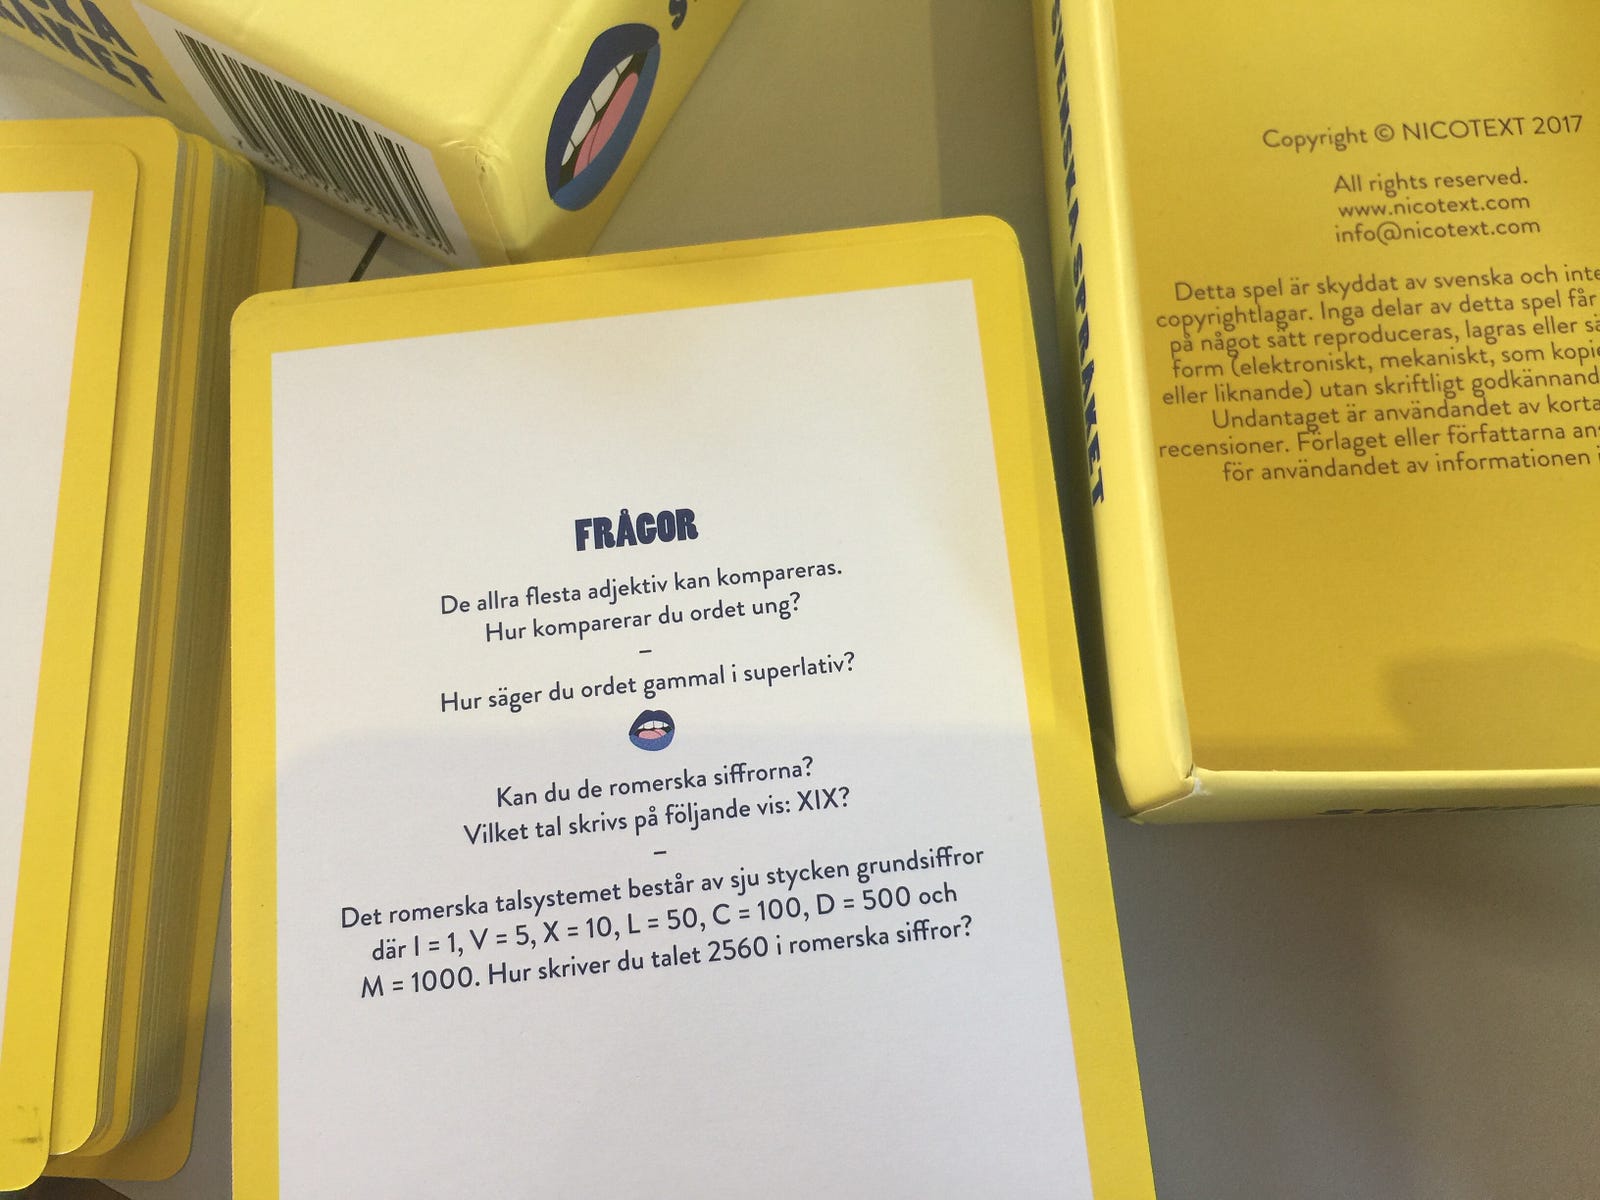 SVENSKA SPRÅKET
Copyright © NICOTEXT 2017
All rights reserved.
www.nicotext.com
info@nicotext.com
Detta spel är skyddat av svenska och
copyrightlagar. Inga delar av detta spel får
på något sätt reproduceras, lagras eller
form (elektroniskt, mekaniskt, som
eller liknande) utan skriftligt
Undantaget är användandet av
recensioner. Förlaget eller författarna
för användandet av informationen
FRÅGOR
De allra flesta adjektiv kan kompareras.
Hur komparerar du ordet ung?
–
Hur säger du ordet gammal i superlativ?
Kan du de romerska siffrorna?
Vilket tal skrivs på följande vis: XIX?
–
Det romerska talsystemet består av sju stycken grundsiffror
där I = 1, V = 5, X = 10, L = 50, C = 100, D = 500 och
M = 1000. Hur skriver du talet 2560 i romerska siffror?